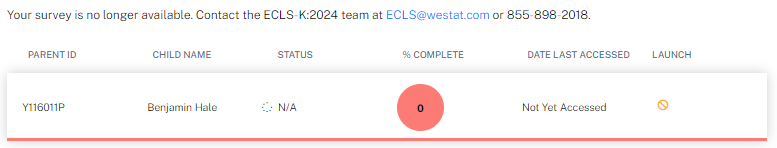 Your survey is no longer available. Contact the ECLS-K:2024 team at ECLS@westat.com or 855-898-2018.
PARENT ID CHILD NAME STATUS % COMPLETE DATE LAST ACCESSED LAUNCH
Y116011P Benjamin Hale N/A 0 Not Yet Accessed